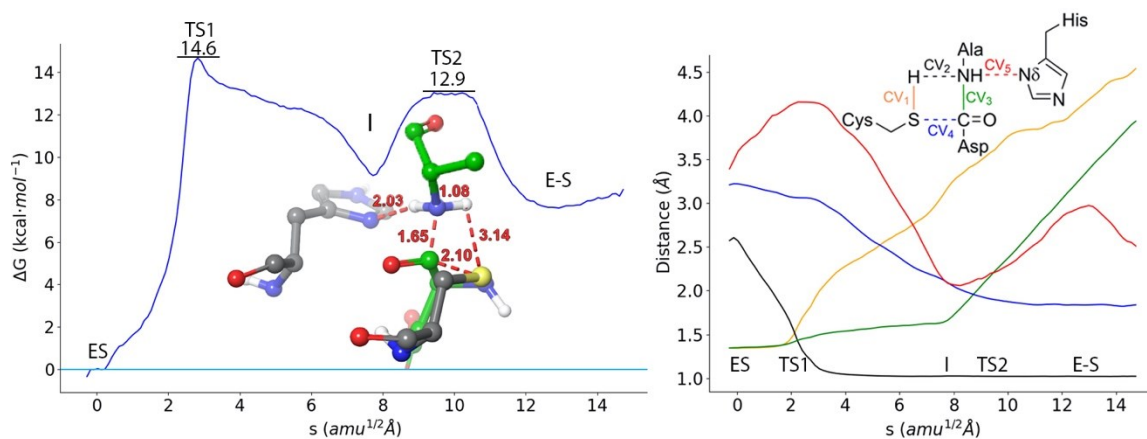 TS1
14.6
TS2
12.9
I
E-S
ES
2.03
1.08
1.65
2.10
3.14
ΔG (kcal·mol⁻¹)
14
12
10
8
6
4
2
0
0 2 4 6 8 10 12 14
s (amu^1/2 Å)
His
Ala
H CV₂ NH CV₅ Nδ
N
CV₁ CV₃
Cys S CV₄ C=O
Asp
Distance (Å)
4.5
4.0
3.5
3.0
2.5
2.0
1.5
1.0
ES TS1 I TS2 E-S
0 2 4 6 8 10 12 14
s (amu^1/2 Å)